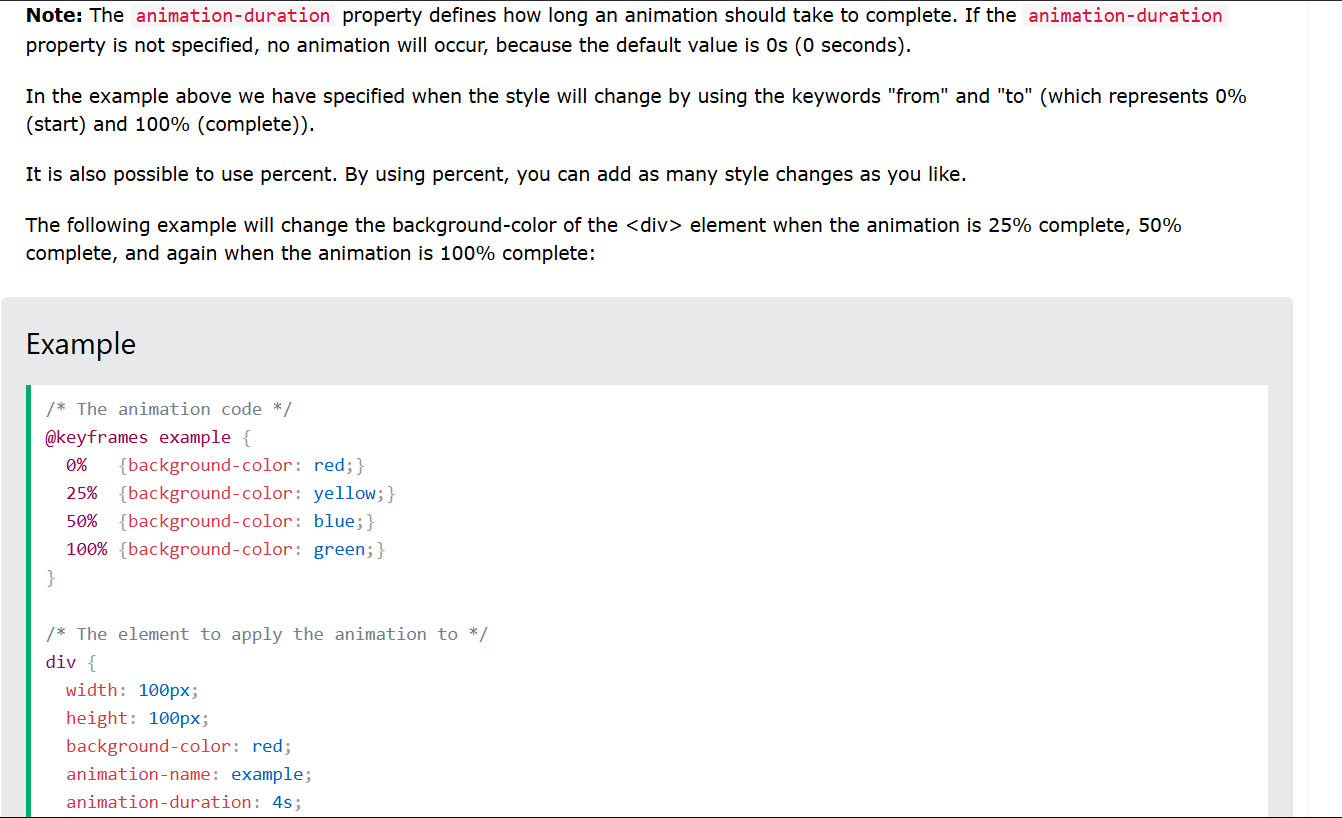 Note: The animation-duration property defines how long an animation should take to complete. If the animation-duration
property is not specified, no animation will occur, because the default value is 0s (0 seconds).
In the example above we have specified when the style will change by using the keywords "from" and "to" (which represents 0%
(start) and 100% (complete)).
It is also possible to use percent. By using percent, you can add as many style changes as you like.
The following example will change the background-color of the <div> element when the animation is 25% complete, 50%
complete, and again when the animation is 100% complete:
Example
/* The animation code */
@keyframes example {
  0%   {background-color: red;}
  25%  {background-color: yellow;}
  50%  {background-color: blue;}
  100% {background-color: green;}
}
/* The element to apply the animation to */
div {
  width: 100px;
  height: 100px;
  background-color: red;
  animation-name: example;
  animation-duration: 4s;